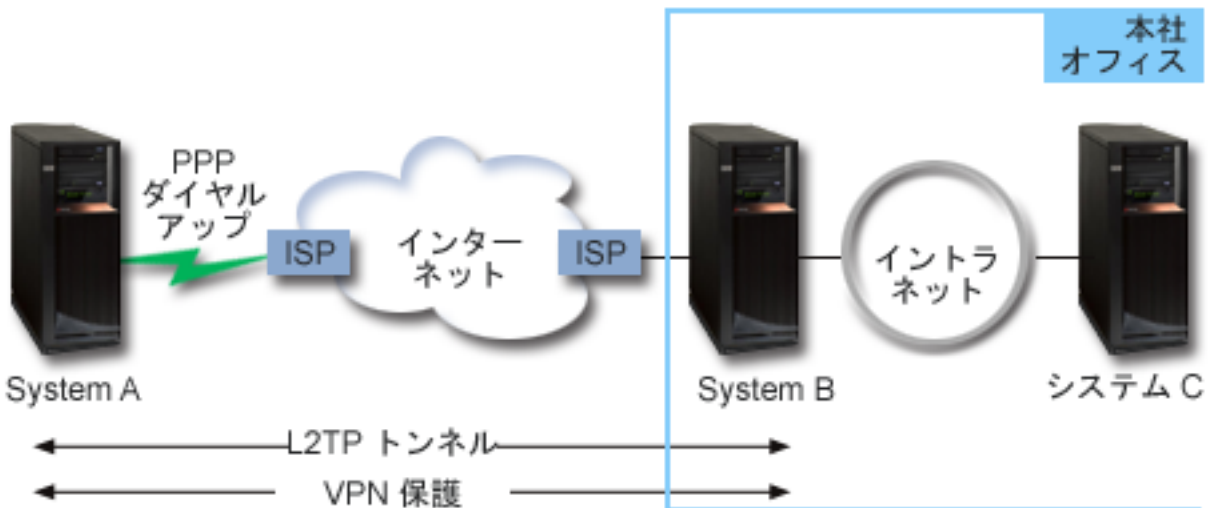 本社
オフィス
PPP
ダイヤル
アップ
ISP
インター
ネット
ISP
イントラ
ネット
System A
System B
システム C
L2TP トンネル
VPN 保護